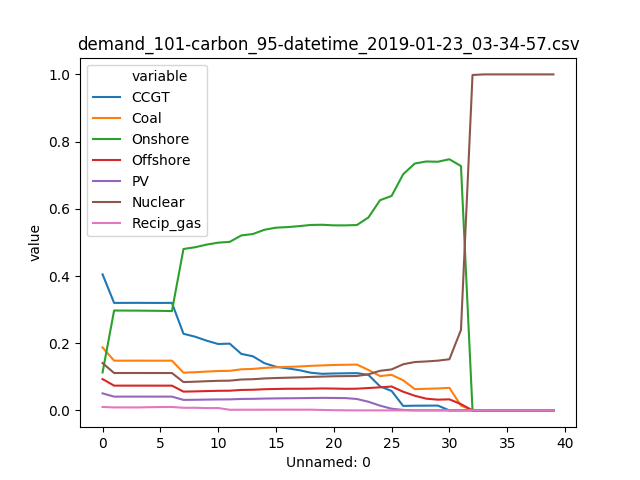 demand_101-carbon_95-datetime_2019-01-23_03-34-57.csv
variable
CCGT
Coal
Onshore
Offshore
PV
Nuclear
Recip_gas
value
1.0
0.8
0.6
0.4
0.2
0.0
0 5 10 15 20 25 30 35 40
Unnamed: 0